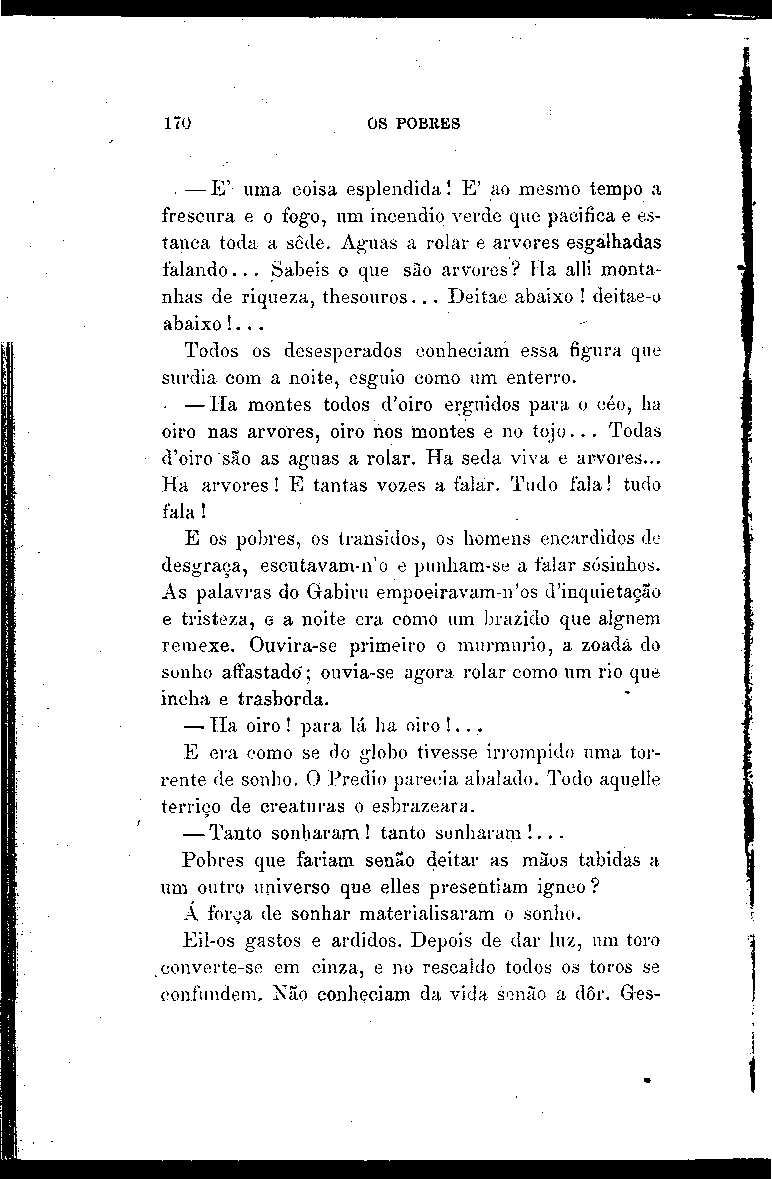 170 OS POBRES
— E' uma coisa esplendida! E' ao mesmo tempo a
frescura e o fogo, um incendio verde que pacifica e es-
tanca toda a sêde. Aguas a rolar e arvores esgalhadas
falando... Sabeis o que são arvores? Ha alli monta-
nhas de riqueza, thesouros... Deitae abaixo! deitae-o
abaixo!...
Todos os desesperados conheciam essa figura que
surdia com a noite, esguio como um enterro.
— Ha montes todos d'oiro erguidos para o céo, ha
oiro nas arvores, oiro nos montes e no tojo... Todas
d'oiro são as aguas a rolar. Ha seda viva e arvores...
Ha arvores! E tantas vozes a falar. Tudo fala! tudo
fala!
E os pobres, os transidos, os homens encardidos de
desgraça, escutavam-n'o e punham-se a falar sósinhos.
As palavras do Gabiru empoeiravam-n'os d'inquietação
e tristeza, e a noite era como um brazido que alguem
remexe. Ouvira-se primeiro o murmurio, a zoada do
sonho affastado; ouvia-se agora rolar como um rio que
incha e trasborda.
— Ha oiro! para lá ha oiro!...
E era como se do globo tivesse irrompido uma tor-
rente de sonho. O Predio parecia abalado. Todo aquelle
terriço de creaturas o esbrazeara.
— Tanto sonharam! tanto sonharam!...
Pobres que fariam senão deitar as mãos tabidas a
um outro universo que elles presentiam igneo?
Á força de sonhar materialisaram o sonho.
Eil-os gastos e ardidos. Depois de dar luz, um toro
converte-se em cinza, e no rescaldo todos os toros se
confundem. Não conheciam da vida senão a dôr. Ges-